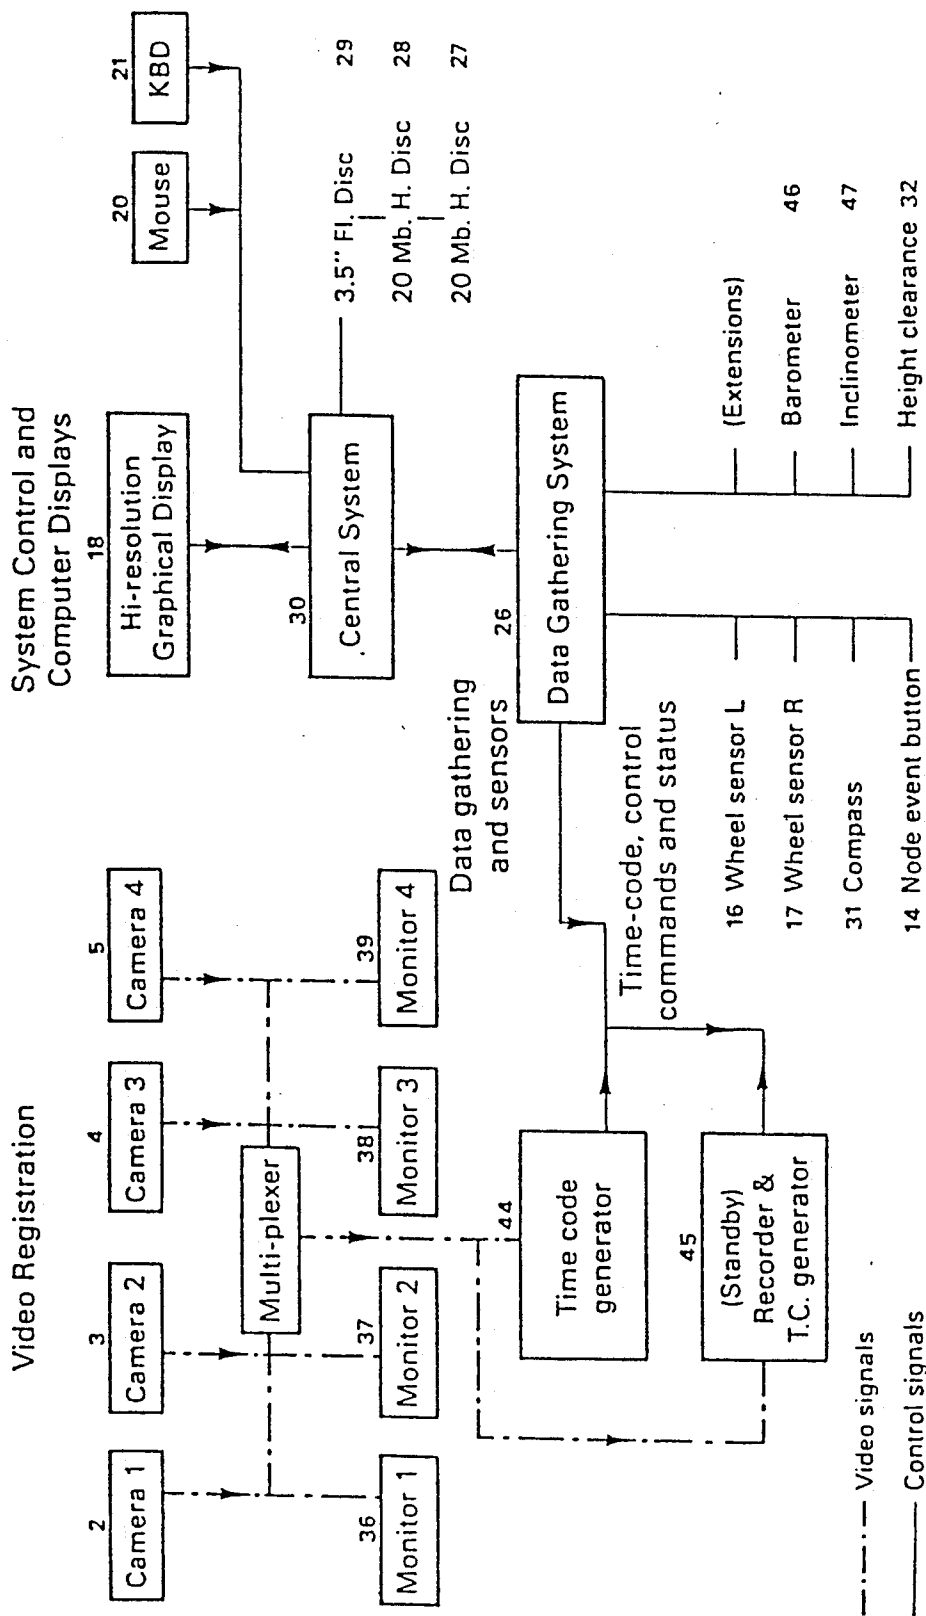 Video Registration
2
Camera 1
3
Camera 2
4
Camera 3
5
Camera 4
Multi-plexer
36
Monitor 1
37
Monitor 2
38
Monitor 3
39
Monitor 4
44
Time code
generator
45
(Standby)
Recorder &
T.C. generator
Video signals
Control signals
System Control and
Computer Displays
18
Hi-resolution
Graphical Display
20
Mouse
21
KBD
30
Central System
3.5" Fl. Disc 29
20 Mb. H. Disc 28
20 Mb. H. Disc 27
Data gathering
and sensors
26
Data Gathering System
Time-code, control
commands and status
16 Wheel sensor L
17 Wheel sensor R
31 Compass
14 Node event button
(Extensions)
Barometer 46
Inclinometer 47
Height clearance 32